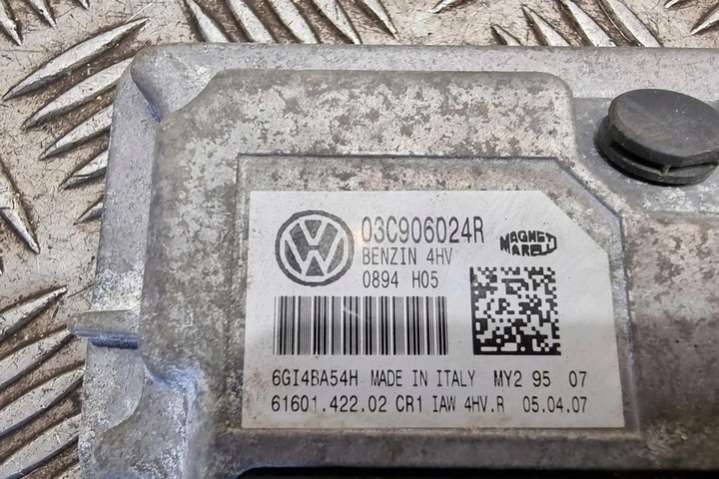 03C906024R
BENZIN 4HV
0894 H05
MAGNETI
MARELLI
6GI4BA54H MADE IN ITALY MY2 95 07
61601.422.02 CR1 IAW 4HV.R 05.04.07